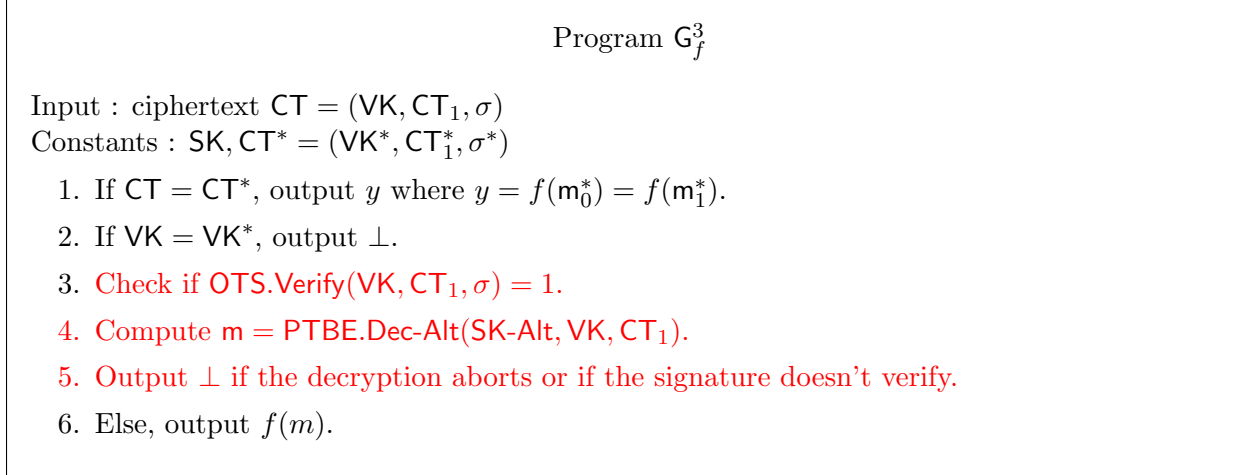 Program G_f^3
Input : ciphertext CT = (VK, CT_1, σ)
Constants : SK, CT* = (VK*, CT_1^*, σ*)
1. If CT = CT*, output y where y = f(m_0^*) = f(m_1^*).
2. If VK = VK*, output ⊥.
3. Check if OTS.Verify(VK, CT_1, σ) = 1.
4. Compute m = PTBE.Dec-Alt(SK-Alt, VK, CT_1).
5. Output ⊥ if the decryption aborts or if the signature doesn't verify.
6. Else, output f(m).